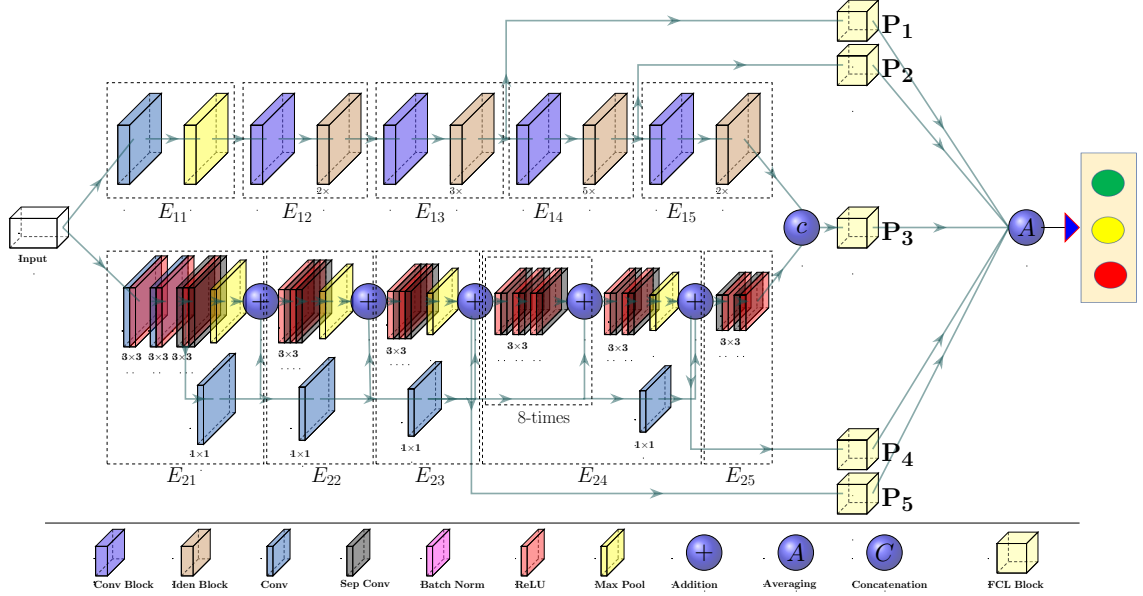 P1
P2
2×
3×
5×
2×
E11
E12
E13
E14
E15
Input
c
P3
A
+
+
+
+
+
3×3
3×3
3×3
3×3
3×3
3×3
3×3
3×3
1×1
1×1
1×1
1×1
8-times
E21
E22
E23
E24
E25
P4
P5
+
A
C
Conv Block
Iden Block
Conv
Sep Conv
Batch Norm
ReLU
Max Pool
Addition
Averaging
Concatenation
FCL Block